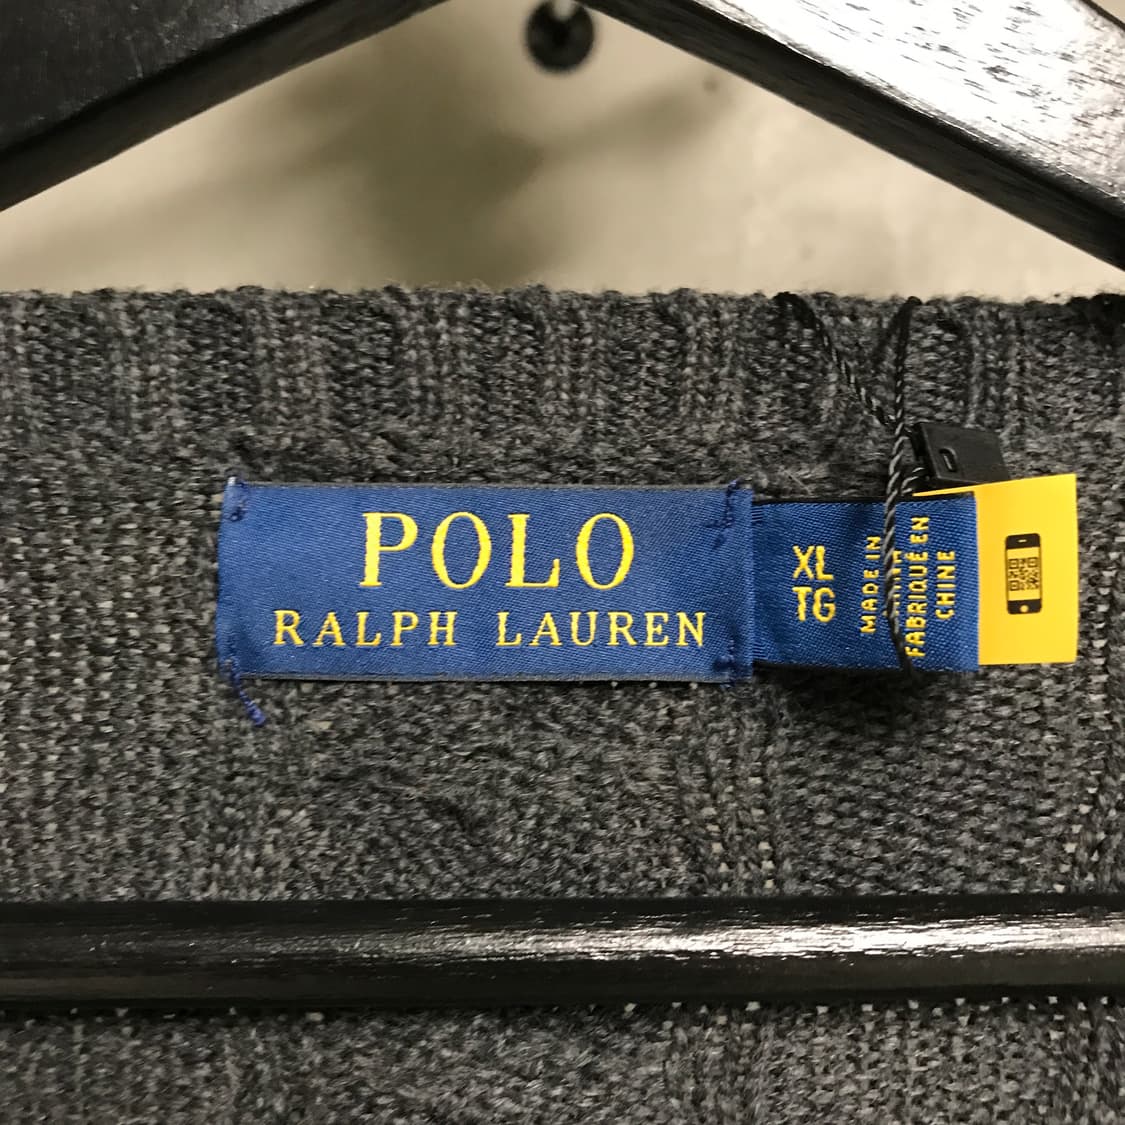 POLO
RALPH LAUREN
XL
TG
MADE IN
FABRIQUÉ EN
CHINE